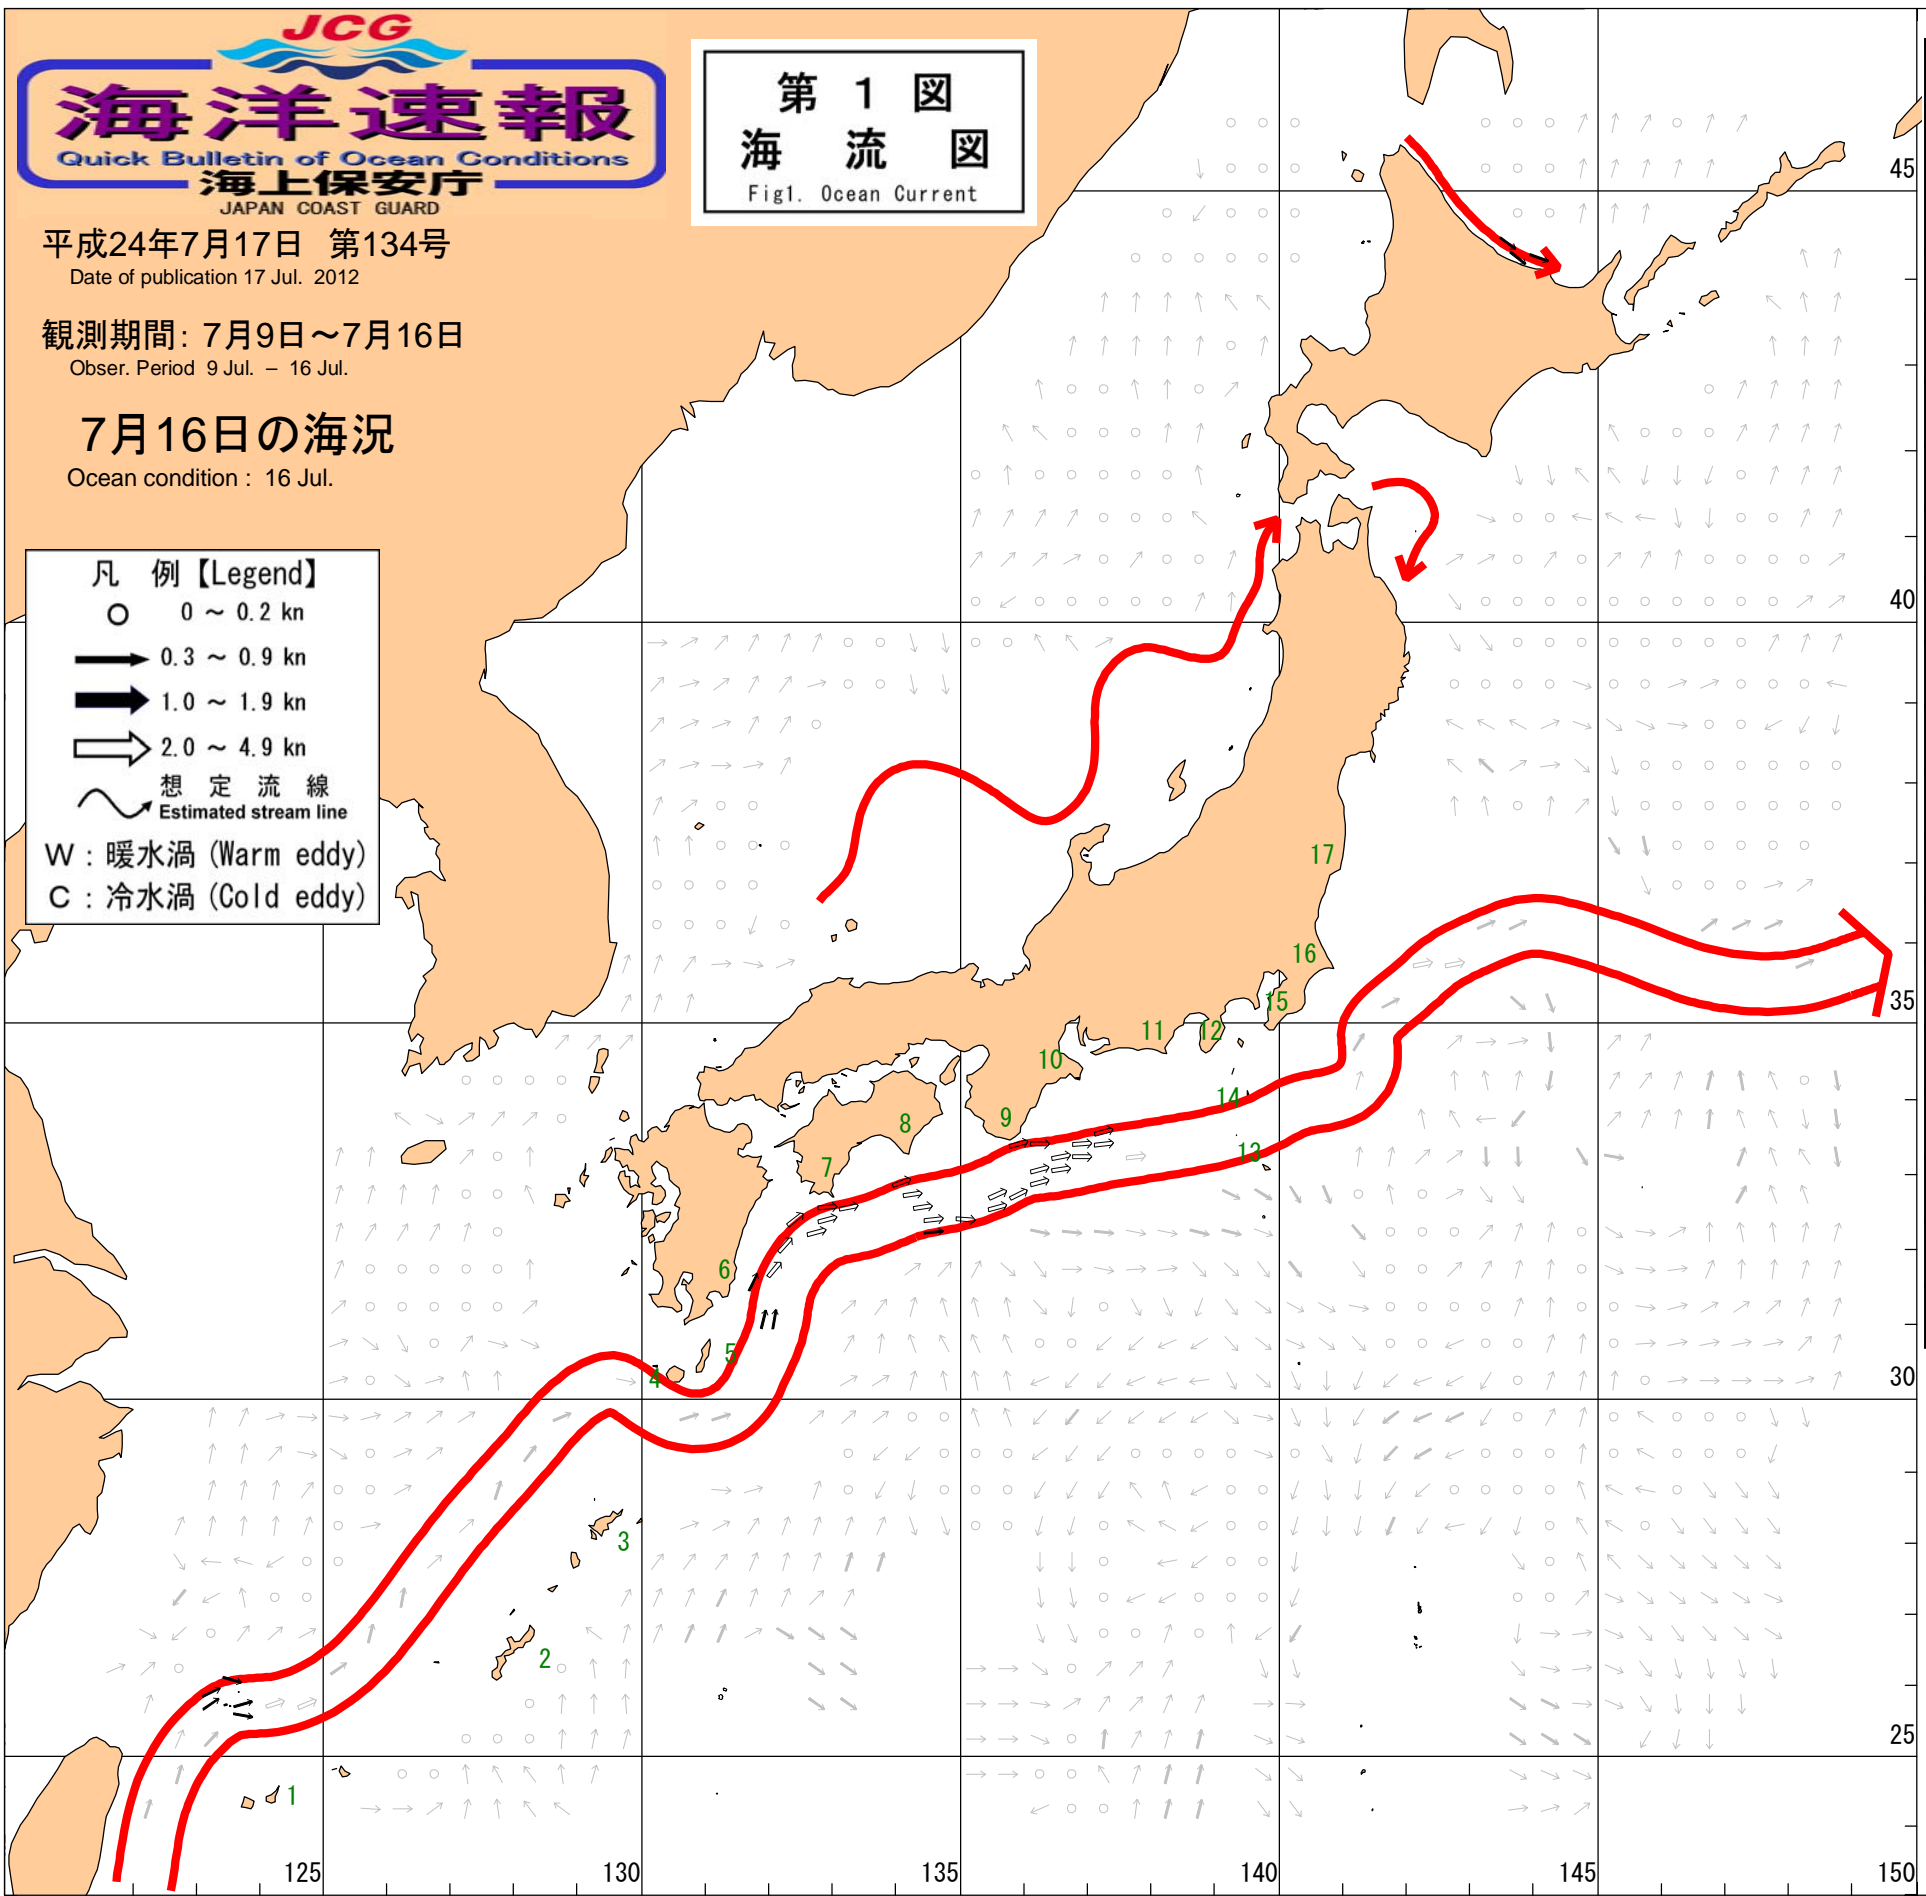 JCG
海洋速報
Quick Bulletin of Ocean Conditions
海上保安庁
JAPAN COAST GUARD
平成24年7月17日 第134号
Date of publication 17 Jul. 2012
観測期間: 7月9日～7月16日
Obser. Period 9 Jul. – 16 Jul.
7月16日の海況
Ocean condition : 16 Jul.
第 1 図
海 流 図
Fig1. Ocean Current
凡 例【Legend】
0 ～ 0.2 kn
0.3 ～ 0.9 kn
1.0 ～ 1.9 kn
2.0 ～ 4.9 kn
想 定 流 線
Estimated stream line
W : 暖水渦 (Warm eddy)
C : 冷水渦 (Cold eddy)
45
40
17
16
35
15
11
12
10
14
9
8
13
7
6
5
4
30
3
2
25
1
125
130
135
140
145
150